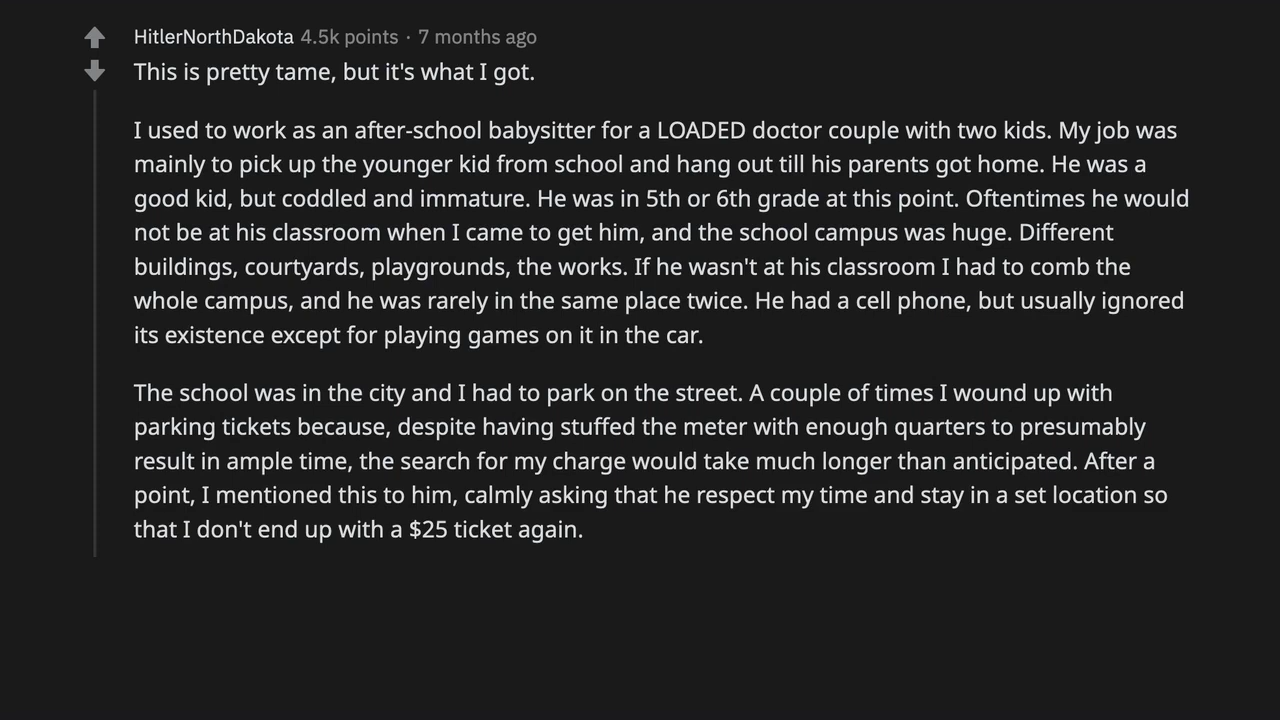 HitlerNorthDakota 4.5k points · 7 months ago
This is pretty tame, but it's what I got.
I used to work as an after-school babysitter for a LOADED doctor couple with two kids. My job was
mainly to pick up the younger kid from school and hang out till his parents got home. He was a
good kid, but coddled and immature. He was in 5th or 6th grade at this point. Oftentimes he would
not be at his classroom when I came to get him, and the school campus was huge. Different
buildings, courtyards, playgrounds, the works. If he wasn't at his classroom I had to comb the
whole campus, and he was rarely in the same place twice. He had a cell phone, but usually ignored
its existence except for playing games on it in the car.
The school was in the city and I had to park on the street. A couple of times I wound up with
parking tickets because, despite having stuffed the meter with enough quarters to presumably
result in ample time, the search for my charge would take much longer than anticipated. After a
point, I mentioned this to him, calmly asking that he respect my time and stay in a set location so
that I don't end up with a $25 ticket again.